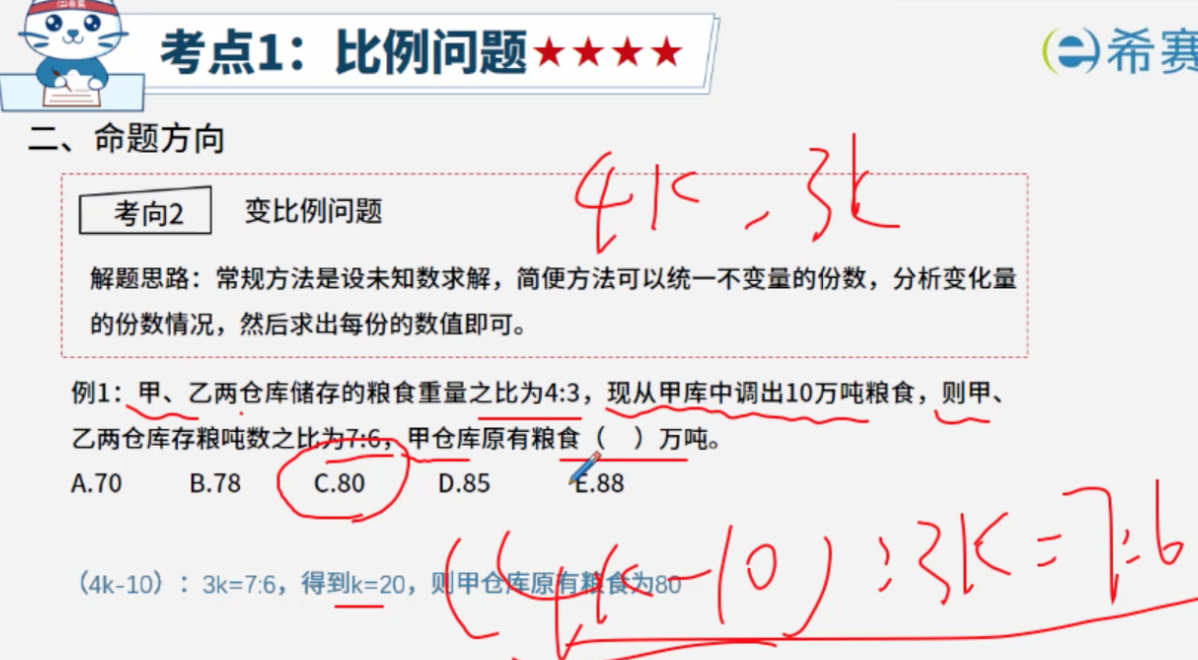 考点1：比例问题★★★★
希赛
二、命题方向
4k、3k
考向2 变比例问题
解题思路：常规方法是设未知数求解，简便方法可以统一不变量的份数，分析变化量
的份数情况，然后求出每份的数值即可。
例1：甲、乙两仓库储存的粮食重量之比为4:3，现从甲库中调出10万吨粮食，则甲、
乙两仓库存粮吨数之比为7:6，甲仓库原有粮食（ ）万吨。
A.70 B.78 C.80 D.85 E.88
（4k-10）：3k=7:6，得到k=20，则甲仓库原有粮食为80
(4k-10):3k=7:6